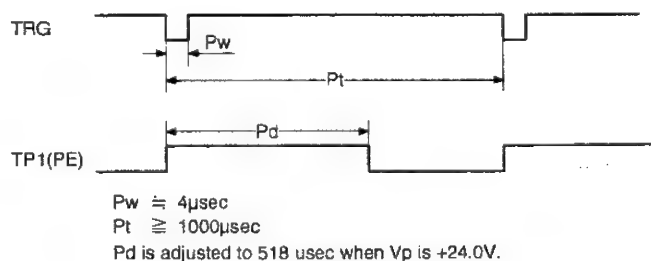 TRG
Pw
Pt
Pd
TP1(PE)
Pw ≒ 4µsec
Pt ≧ 1000µsec
Pd is adjusted to 518 usec when Vp is +24.0V.